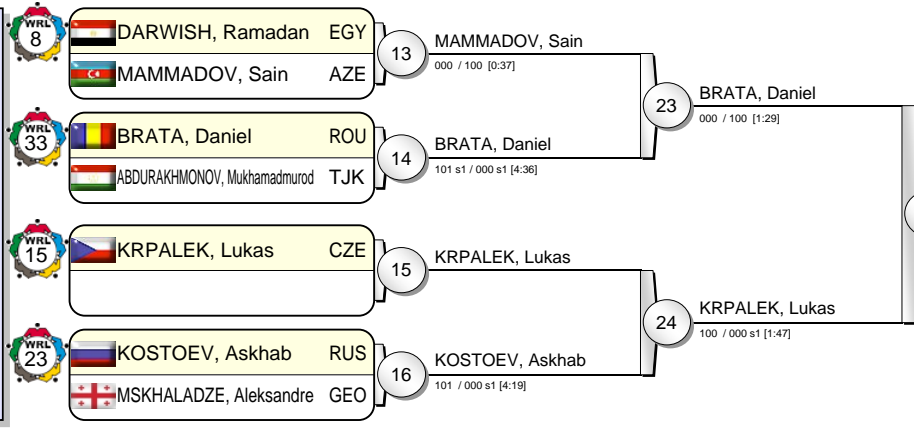 WRL
8
DARWISH, Ramadan EGY
MAMMADOV, Sain AZE
13
MAMMADOV, Sain
000 / 100 [0:37]
WRL
33
BRATA, Daniel ROU
ABDURAKHMONOV, Mukhamadmurod TJK
14
BRATA, Daniel
101 s1 / 000 s1 [4:36]
23
BRATA, Daniel
000 / 100 [1:29]
WRL
15
KRPALEK, Lukas CZE
15
KRPALEK, Lukas
WRL
23
KOSTOEV, Askhab RUS
MSKHALADZE, Aleksandre GEO
16
KOSTOEV, Askhab
101 / 000 s1 [4:19]
24
KRPALEK, Lukas
100 / 000 s1 [1:47]